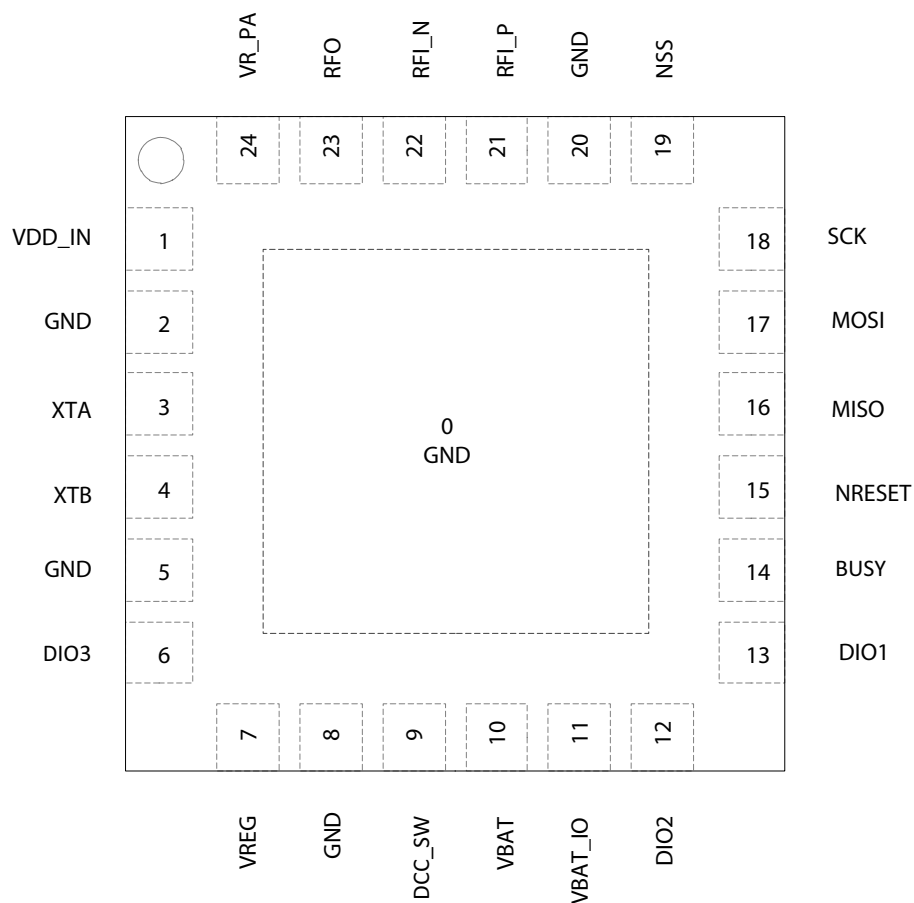 VR_PA
RFO
RFI_N
RFI_P
GND
NSS
24
23
22
21
20
19
VDD_IN
1
18
SCK
GND
2
17
MOSI
XTA
3
16
MISO
0
GND
XTB
4
15
NRESET
GND
5
14
BUSY
DIO3
6
13
DIO1
7
8
9
10
11
12
VREG
GND
DCC_SW
VBAT
VBAT_IO
DIO2